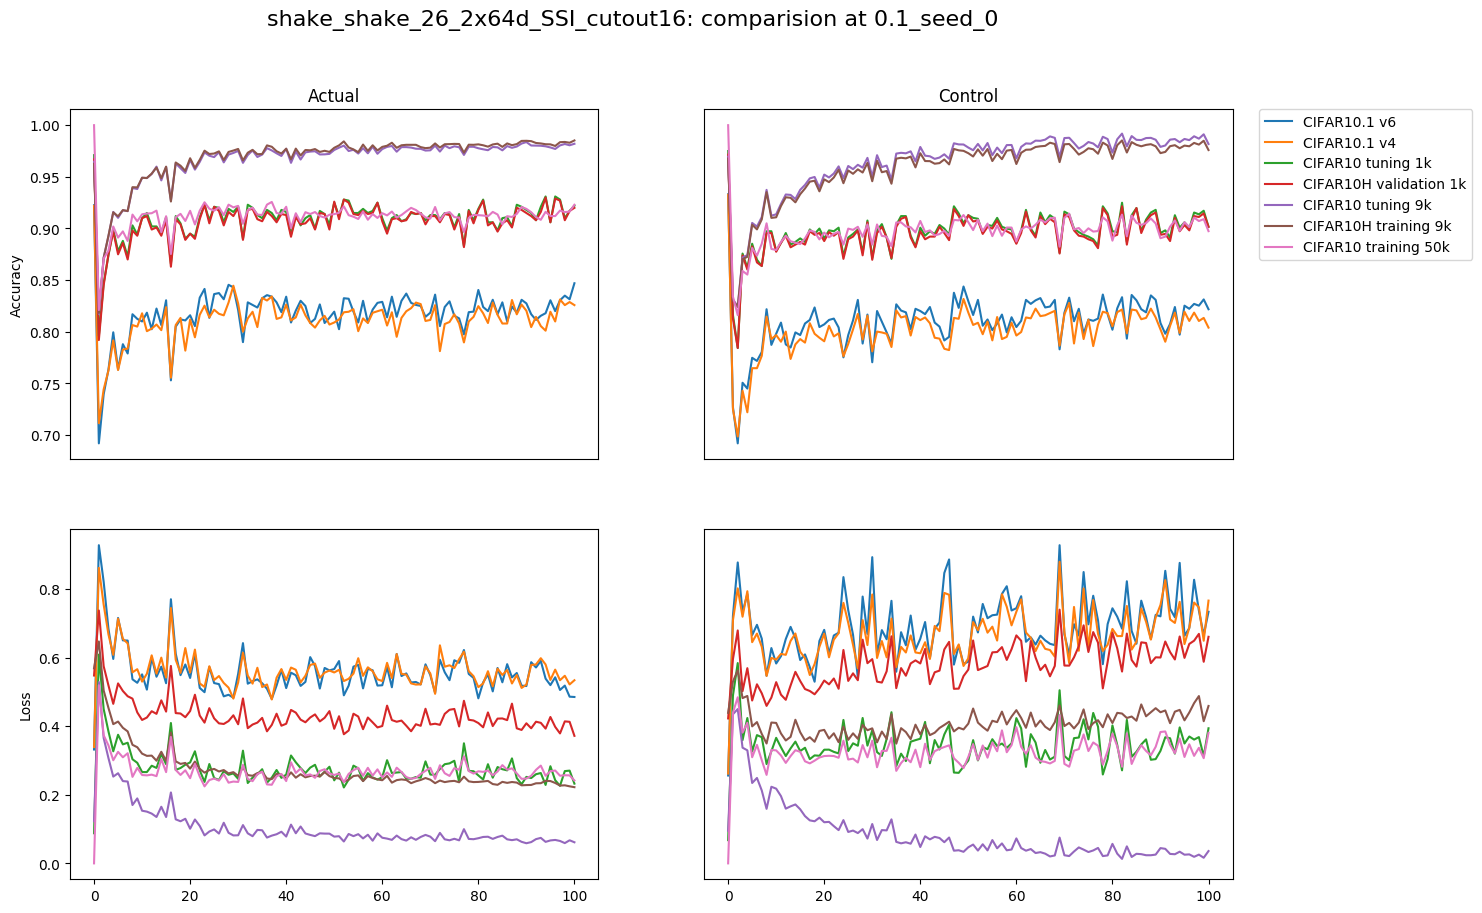 shake_shake_26_2x64d_SSI_cutout16: comparision at 0.1_seed_0
Actual
Control
Accuracy
1.00
0.95
0.90
0.85
0.80
0.75
0.70
CIFAR10.1 v6
CIFAR10.1 v4
CIFAR10 tuning 1k
CIFAR10H validation 1k
CIFAR10 tuning 9k
CIFAR10H training 9k
CIFAR10 training 50k
Loss
0.8
0.6
0.4
0.2
0.0
0 20 40 60 80 100
0 20 40 60 80 100